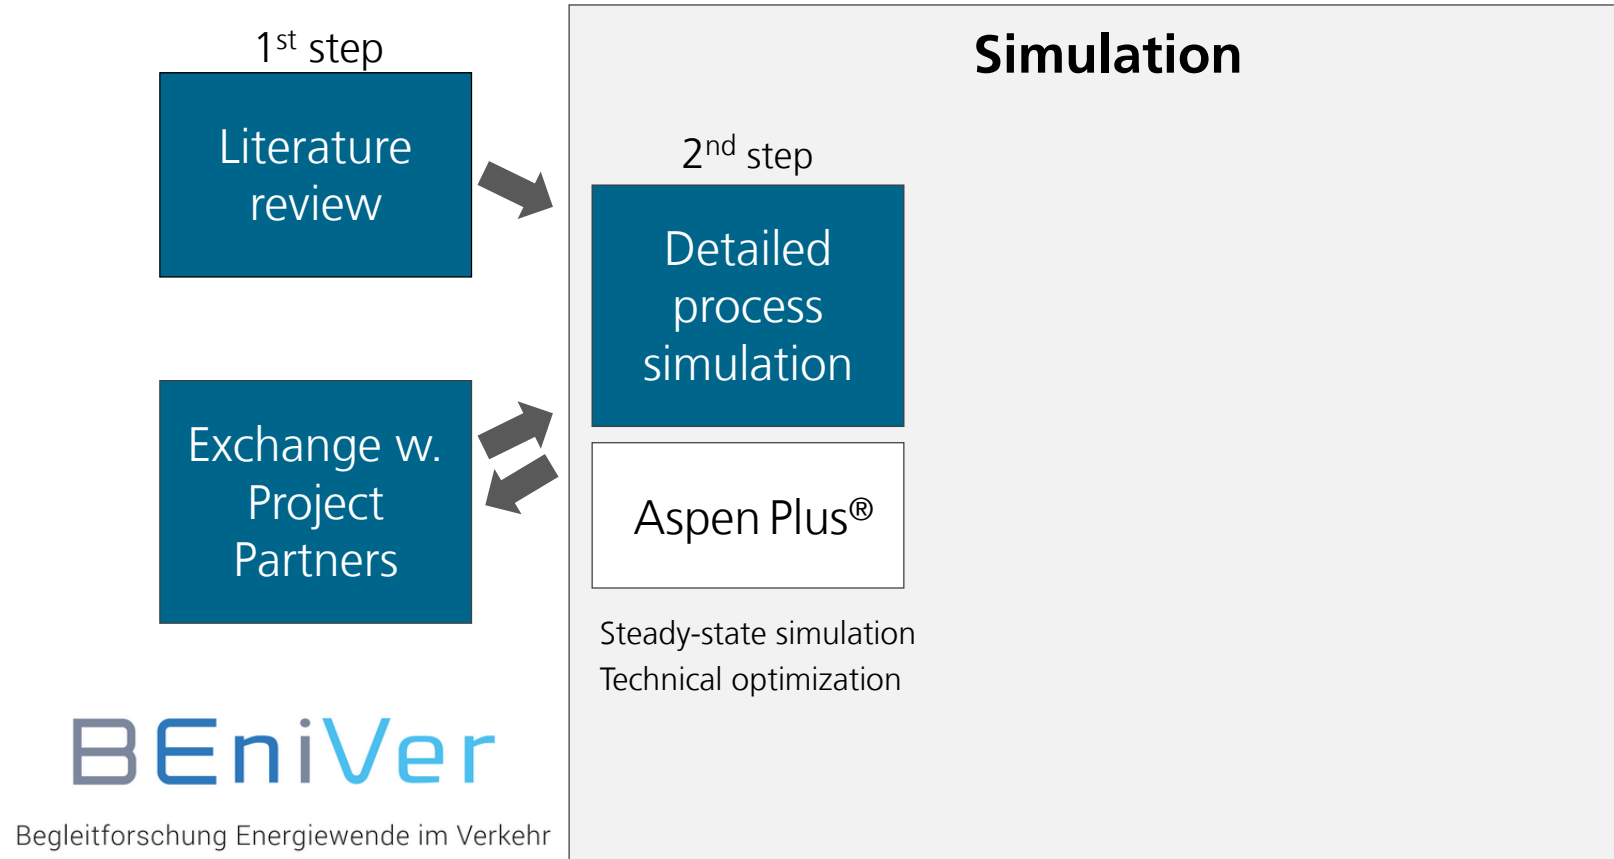 1st step
Literature
review
Exchange w.
Project
Partners
BEniVer
Begleitforschung Energiewende im Verkehr
Simulation
2nd step
Detailed
process
simulation
Aspen Plus®
Steady-state simulation
Technical optimization